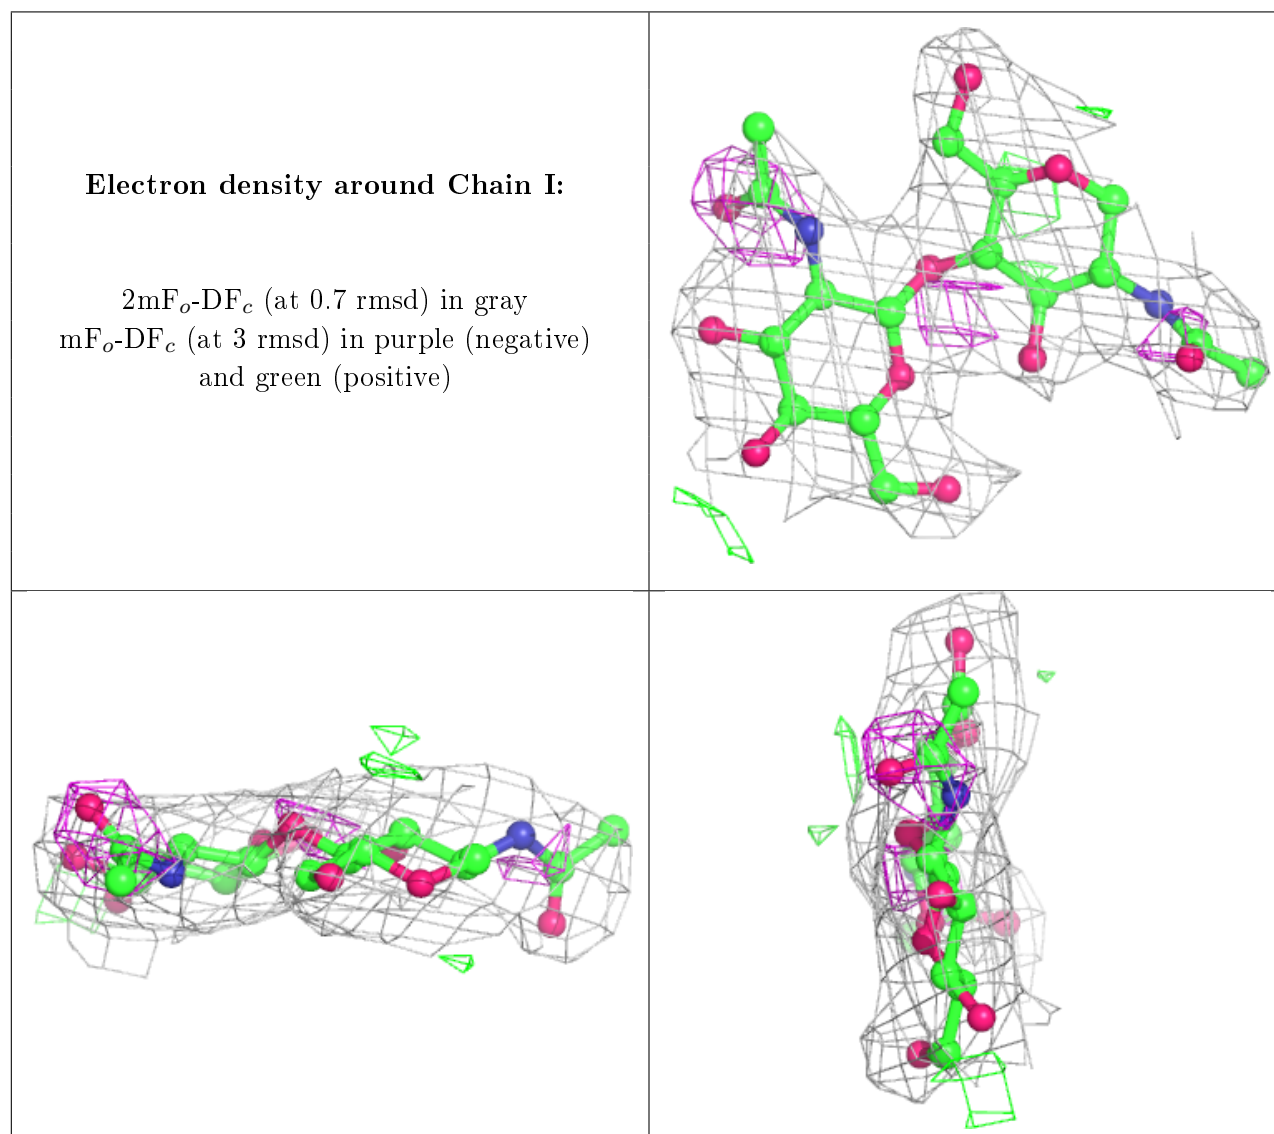 Electron density around Chain I:
2mFₒ-DF𝒸 (at 0.7 rmsd) in gray
mFₒ-DF𝒸 (at 3 rmsd) in purple (negative)
and green (positive)